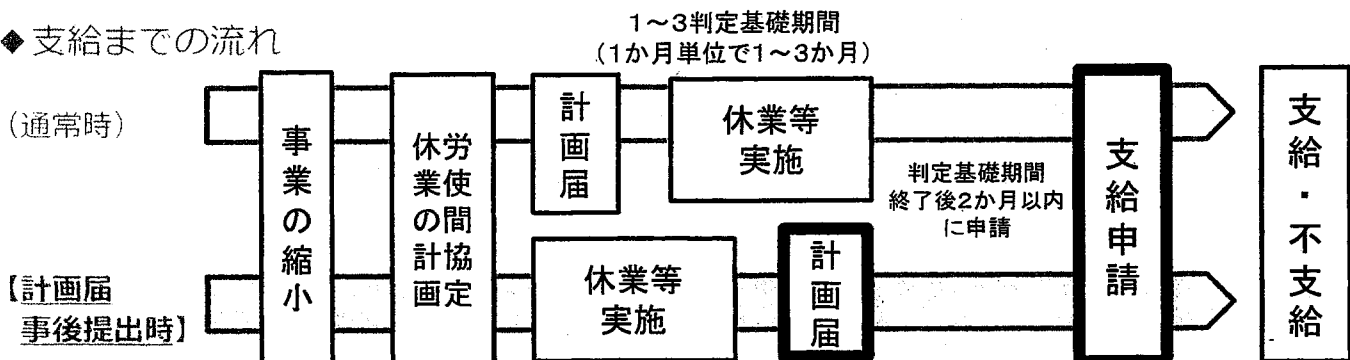 ◆支給までの流れ
1～3判定基礎期間
（1か月単位で1～3か月）
（通常時）
事業の縮小
労使間協定
休業の計画
計画届
休業等
実施
判定基礎期間
終了後2か月以内
に申請
支給申請
支給・不支給
【計画届
事後提出時】
休業等
実施
計画届